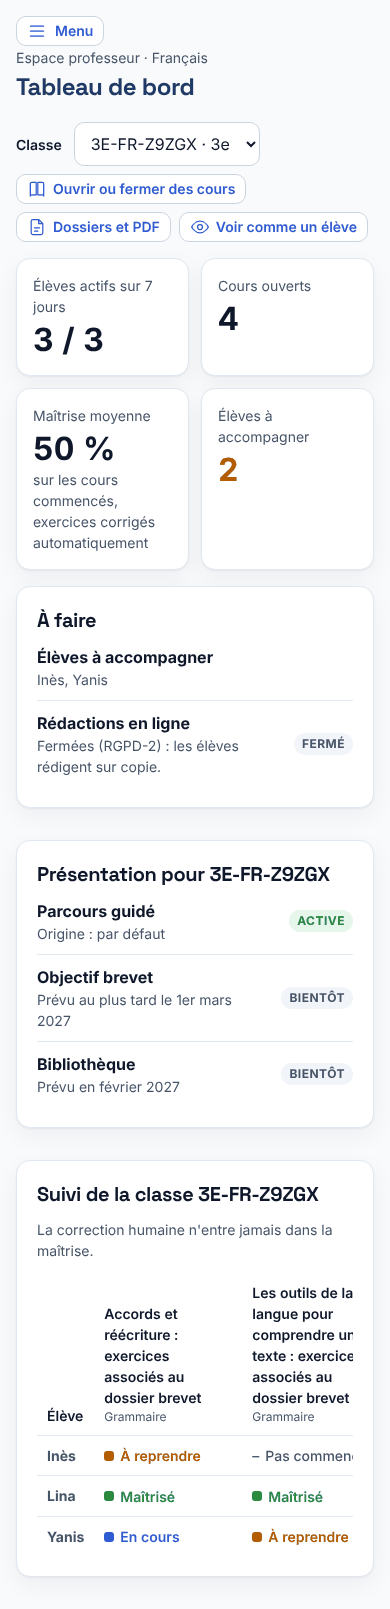 Menu
Espace professeur · Français
Tableau de bord
Classe 3E-FR-Z9ZGX · 3e
Ouvrir ou fermer des cours
Dossiers et PDF Voir comme un élève
Élèves actifs sur 7
jours
3 / 3
Cours ouverts
4
Maîtrise moyenne
50 %
sur les cours
commencés,
exercices corrigés
automatiquement
Élèves à
accompagner
2
À faire
Élèves à accompagner
Inès, Yanis
Rédactions en ligne
Fermées (RGPD-2) : les élèves
rédigent sur copie.
FERMÉ
Présentation pour 3E-FR-Z9ZGX
Parcours guidé
Origine : par défaut
ACTIVE
Objectif brevet
Prévu au plus tard le 1er mars
2027
BIENTÔT
Bibliothèque
Prévu en février 2027
BIENTÔT
Suivi de la classe 3E-FR-Z9ZGX
La correction humaine n'entre jamais dans la
maîtrise.
Élève
Accords et
réécriture :
exercices
associés au
dossier brevet
Grammaire
Les outils de la
langue pour
comprendre un
texte : exercice
associés au
dossier brevet
Grammaire
Inès À reprendre – Pas commenc
Lina Maîtrisé Maîtrisé
Yanis En cours À reprendre